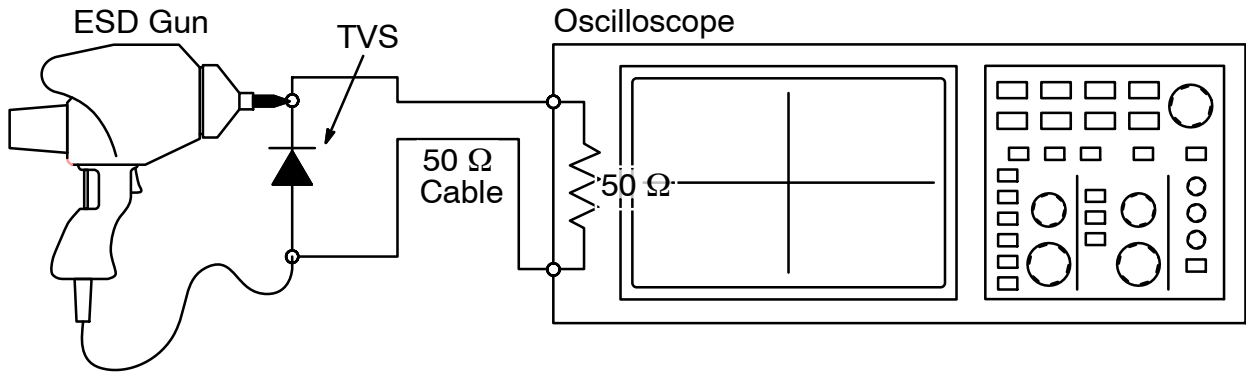 ESD Gun
TVS
Oscilloscope
50 Ω
Cable
50 Ω